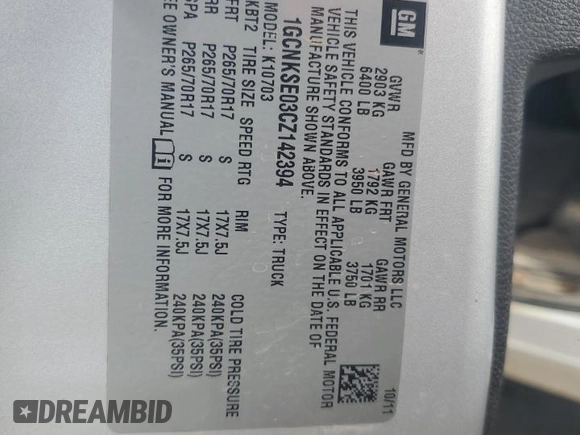 GM
MFD BY GENERAL MOTORS LLC
10/11
GVWR GAWR FRT GAWR RR
2903 KG 1792 KG 1701 KG
6400 LB 3950 LB 3750 LB
THIS VEHICLE CONFORMS TO ALL APPLICABLE U.S. FEDERAL MOTOR
VEHICLE SAFETY STANDARDS IN EFFECT ON THE DATE OF
MANUFACTURE SHOWN ABOVE.
1GCNKSE03CZ142394 TYPE: TRUCK
MODEL: K10703
KBT2 TIRE SIZE SPEED RTG RIM COLD TIRE PRESSURE
FRT P265/70R17 S 17X7.5J 240KPA(35PSI)
RR P265/70R17 S 17X7.5J 240KPA(35PSI)
SPA P265/70R17 S 17X7.5J 240KPA(35PSI)
OWNER'S MANUAL i FOR MORE INFORMATION.
DREAMBID